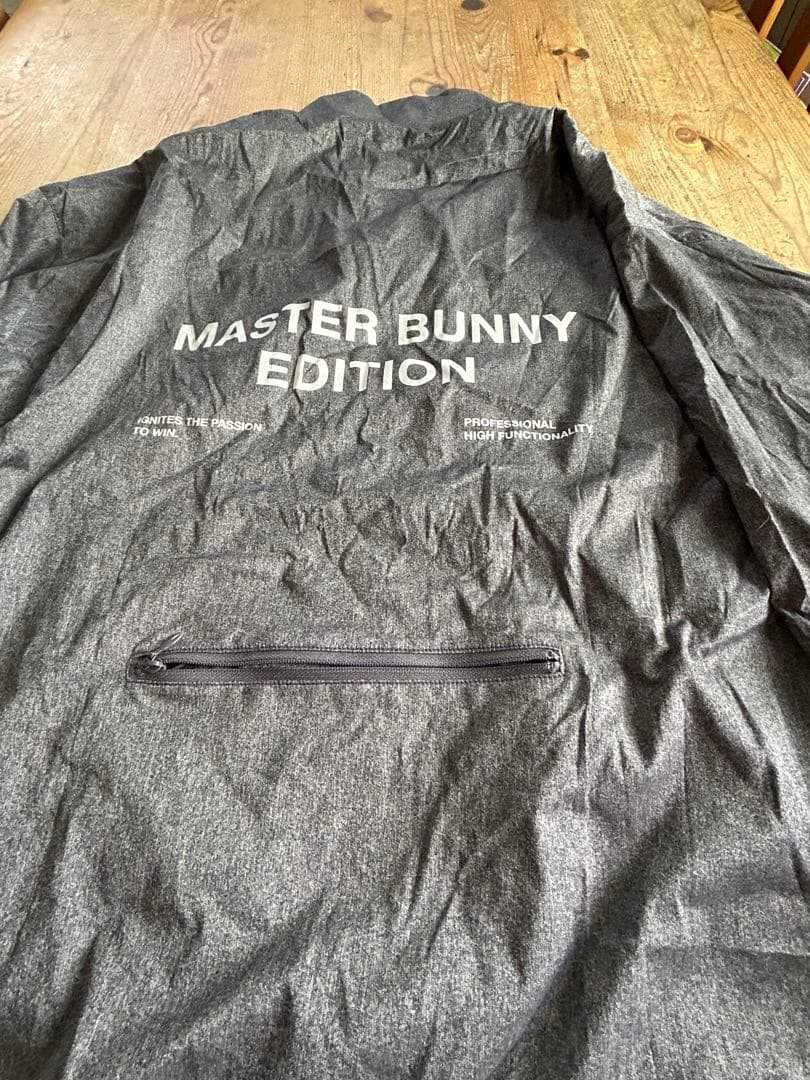 MASTER BUNNY
EDITION
IGNITES THE PASSION
TO WIN.
PROFESSIONAL
HIGH FUNCTIONALITY